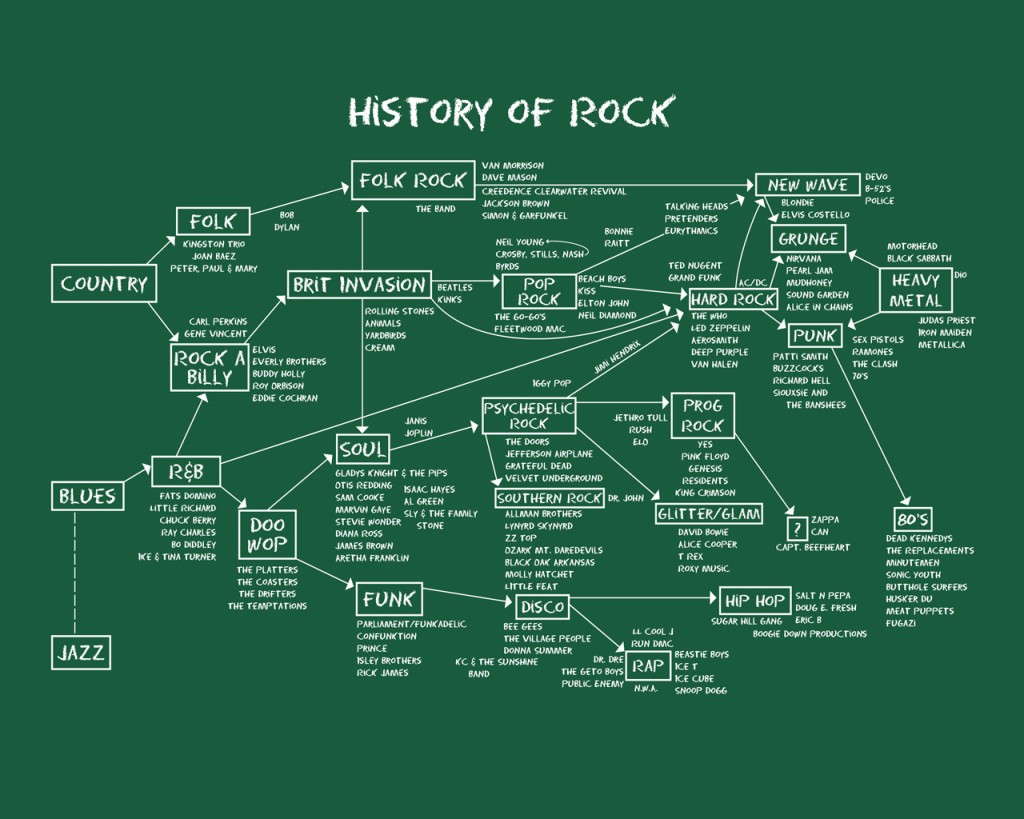 HISTORY OF ROCK
FOLK ROCK
VAN MORRISON
DAVE MASON
CREEDENCE CLEARWATER REVIVAL
JACKSON BROWN
SIMON & GARFUNKEL
THE BAND
NEW WAVE
DEVO
B-52'S
POLICE
BLONDIE
ELVIS COSTELLO
TALKING HEADS
PRETENDERS
EURYTHMICS
FOLK
BOB
DYLAN
KINGSTON TRIO
JOAN BAEZ
PETER, PAUL & MARY
BONNIE
RAITT
GRUNGE
NIRVANA
PEARL JAM
MUDHONEY
SOUND GARDEN
ALICE IN CHAINS
NEIL YOUNG
CROSBY, STILLS, NASH
BYRDS
MOTORHEAD
BLACK SABBATH
HEAVY
METAL
DIO
JUDAS PRIEST
IRON MAIDEN
METALLICA
COUNTRY
BRIT INVASION
BEATLES
KINKS
ROLLING STONES
ANIMALS
YARDBIRDS
CREAM
POP
ROCK
BEACH BOYS
KISS
ELTON JOHN
NEIL DIAMOND
THE GO-GO'S
FLEETWOOD MAC
TED NUGENT
GRAND FUNK
AC/DC
HARD ROCK
THE WHO
LED ZEPPELIN
AEROSMITH
DEEP PURPLE
VAN HALEN
PUNK
SEX PISTOLS
RAMONES
THE CLASH
70'S
PATTI SMITH
BUZZCOCK'S
RICHARD HELL
SIOUXSIE AND
THE BANSHEES
CARL PERKINS
GENE VINCENT
ROCK A
BILLY
ELVIS
EVERLY BROTHERS
BUDDY HOLLY
ROY ORBISON
EDDIE COCHRAN
JIMI HENDRIX
IGGY POP
PSYCHEDELIC
ROCK
THE DOORS
JEFFERSON AIRPLANE
GRATEFUL DEAD
VELVET UNDERGROUND
JETHRO TULL
RUSH
ELO
PROG
ROCK
YES
PINK FLOYD
GENESIS
RESIDENTS
KING CRIMSON
JANIS
JOPLIN
SOUL
GLADYS KNIGHT & THE PIPS
OTIS REDDING
SAM COOKE
MARVIN GAYE
STEVIE WONDER
DIANA ROSS
JAMES BROWN
ARETHA FRANKLIN
ISAAC HAYES
AL GREEN
SLY & THE FAMILY
STONE
R&B
FATS DOMINO
LITTLE RICHARD
CHUCK BERRY
RAY CHARLES
BO DIDDLEY
IKE & TINA TURNER
BLUES
SOUTHERN ROCK
DR. JOHN
ALLMAN BROTHERS
LYNYRD SKYNYRD
ZZ TOP
OZARK MT. DAREDEVILS
BLACK OAK ARKANSAS
MOLLY HATCHET
LITTLE FEAT
GLITTER/GLAM
DAVID BOWIE
ALICE COOPER
T REX
ROXY MUSIC
?
ZAPPA
CAN
CAPT. BEEFHEART
80'S
DEAD KENNEDYS
THE REPLACEMENTS
MINUTEMEN
SONIC YOUTH
BUTTHOLE SURFERS
HUSKER DU
MEAT PUPPETS
FUGAZI
DOO
WOP
THE PLATTERS
THE COASTERS
THE DRIFTERS
THE TEMPTATIONS
FUNK
PARLIAMENT/FUNKADELIC
CONFUNKTION
PRINCE
ISLEY BROTHERS
RICK JAMES
DISCO
BEE GEES
THE VILLAGE PEOPLE
DONNA SUMMER
KC & THE SUNSHINE
BAND
HIP HOP
SALT N PEPA
DOUG E. FRESH
ERIC B
SUGAR HILL GANG
BOOGIE DOWN PRODUCTIONS
LL COOL J
RUN DMC
RAP
DR. DRE
THE GETO BOYS
PUBLIC ENEMY
N.W.A.
BEASTIE BOYS
ICE T
ICE CUBE
SNOOP DOGG
JAZZ